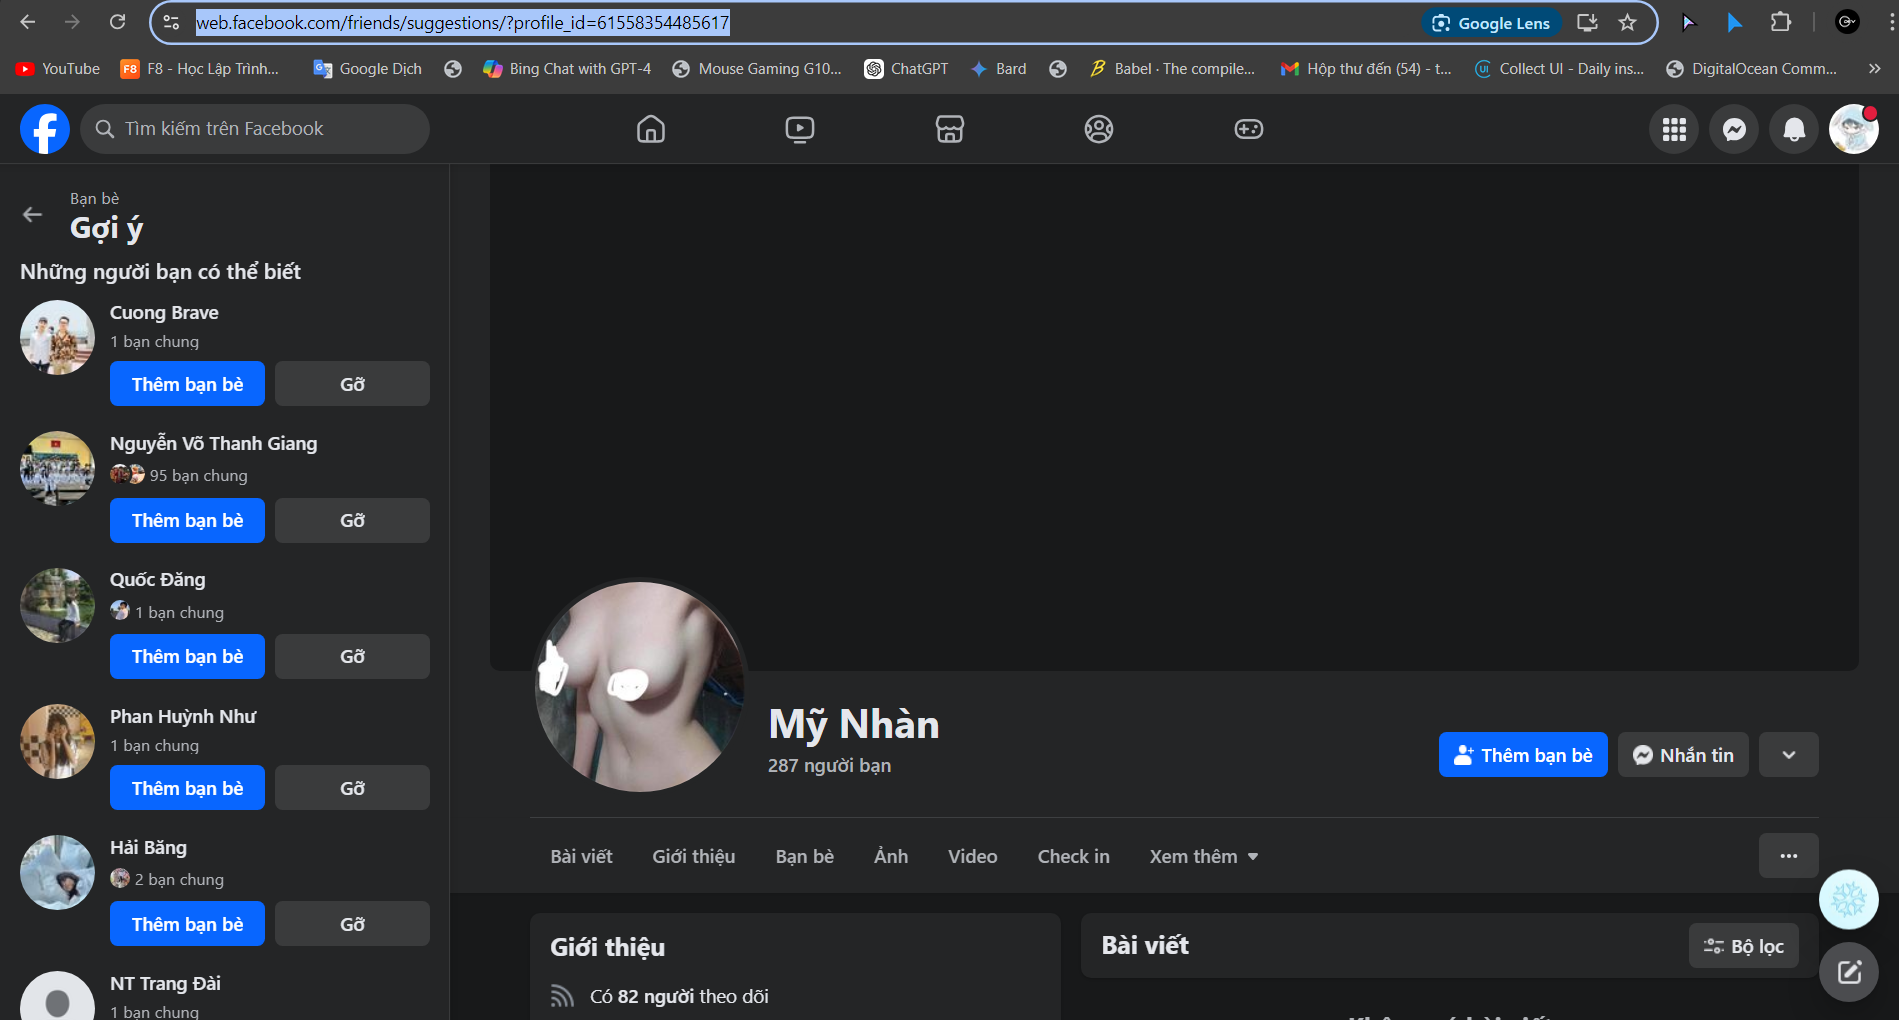 web.facebook.com/friends/suggestions/?profile_id=61558354485617
Google Lens
YouTube
F8 - Học Lập Trình...
Google Dịch
Bing Chat with GPT-4
Mouse Gaming G10...
ChatGPT
Bard
Babel · The compile...
Hộp thư đến (54) - t...
Collect UI - Daily ins...
DigitalOcean Comm...
Tìm kiếm trên Facebook
Bạn bè
Gợi ý
Những người bạn có thể biết
Cuong Brave
1 bạn chung
Thêm bạn bè
Gỡ
Nguyễn Võ Thanh Giang
95 bạn chung
Thêm bạn bè
Gỡ
Quốc Đăng
1 bạn chung
Thêm bạn bè
Gỡ
Phan Huỳnh Như
1 bạn chung
Thêm bạn bè
Gỡ
Hải Băng
2 bạn chung
Thêm bạn bè
Gỡ
NT Trang Đài
1 bạn chung
Mỹ Nhàn
287 người bạn
Thêm bạn bè
Nhắn tin
Bài viết
Giới thiệu
Bạn bè
Ảnh
Video
Check in
Xem thêm
Giới thiệu
Có 82 người theo dõi
Bài viết
Bộ lọc